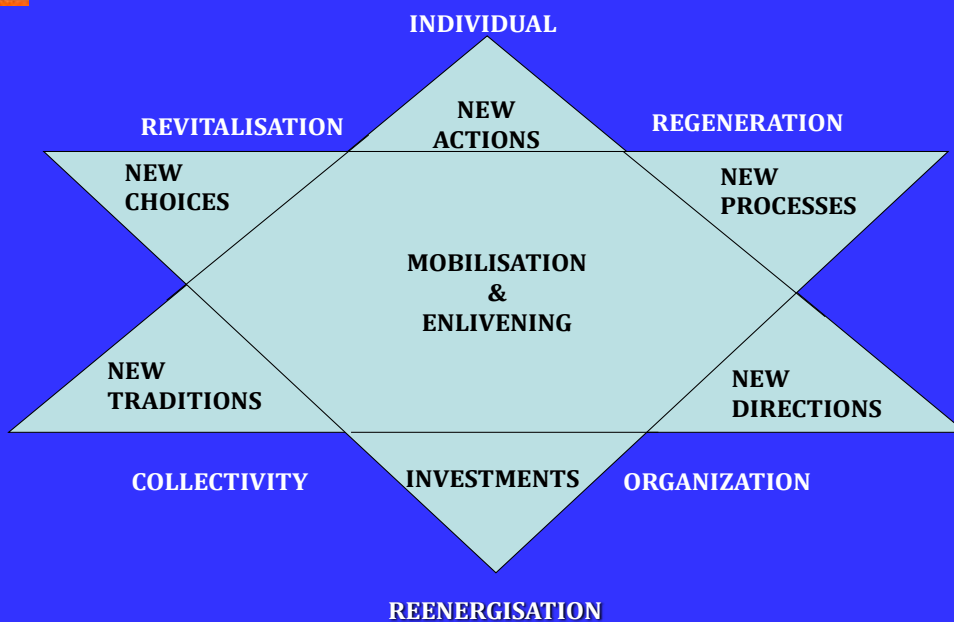 INDIVIDUAL
REVITALISATION
NEW
ACTIONS
REGENERATION
NEW
CHOICES
NEW
PROCESSES
MOBILISATION
&
ENLIVENING
NEW
TRADITIONS
NEW
DIRECTIONS
COLLECTIVITY
INVESTMENTS
ORGANIZATION
REENERGISATION